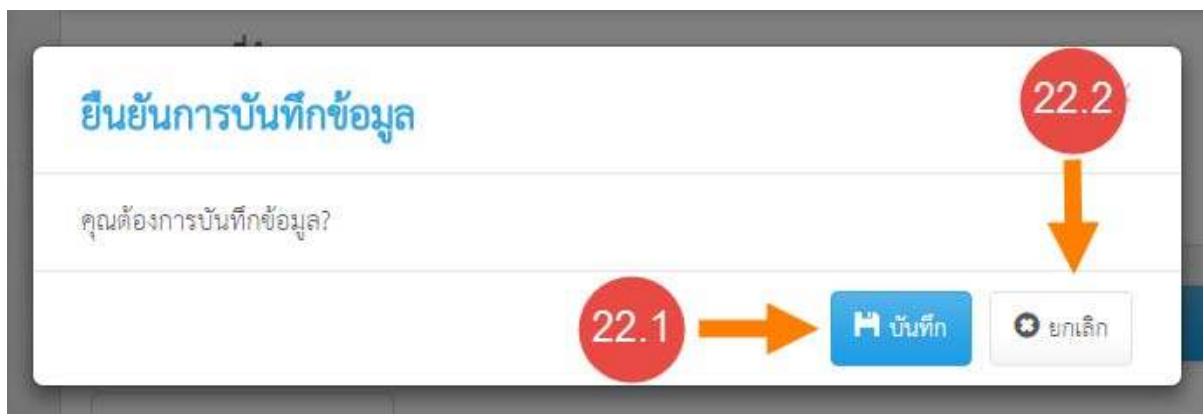 ยืนยันการบันทึกข้อมูล
22.2
คุณต้องการบันทึกข้อมูล?
22.1
บันทึก
ยกเลิก